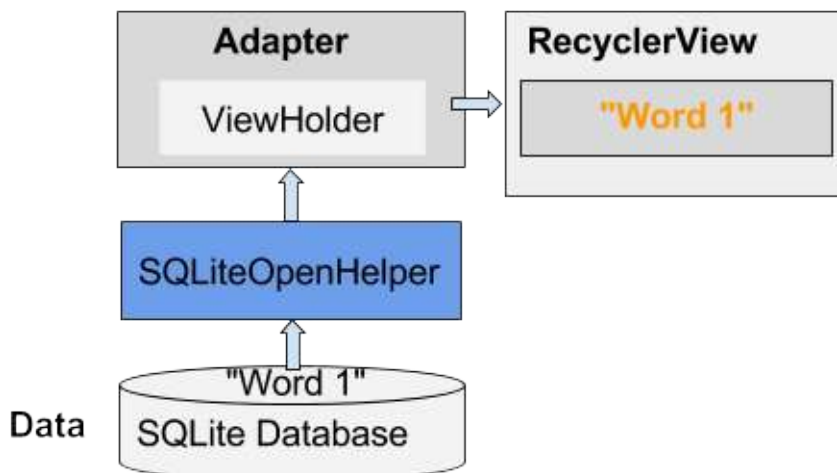 Adapter
ViewHolder
RecyclerView
"Word 1"
SQLiteOpenHelper
"Word 1"
Data
SQLite Database